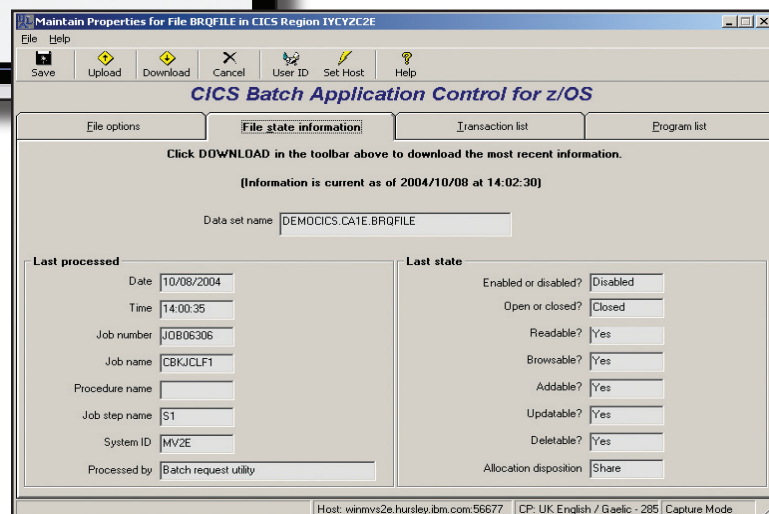 Maintain Properties for File BRQFILE in CICS Region IYCYZC2E
File Help
Save Upload Download Cancel User ID Set Host Help
CICS Batch Application Control for z/OS
File options File state information Transaction list Program list
Click DOWNLOAD in the toolbar above to download the most recent information.
(Information is current as of 2004/10/08 at 14:02:30)
Data set name DEMOCICS.CA1E.BRQFILE
Last processed
Date 10/08/2004
Time 14:00:35
Job number JOB06306
Job name CBKJCLF1
Procedure name
Job step name S1
System ID MV2E
Processed by Batch request utility
Last state
Enabled or disabled? Disabled
Open or closed? Closed
Readable? Yes
Browsable? Yes
Addable? Yes
Updatable? Yes
Deletable? Yes
Allocation disposition Share
Host: winmvs2e.hursley.ibm.com:56677 CP: UK English / Gaelic - 285 Capture Mode